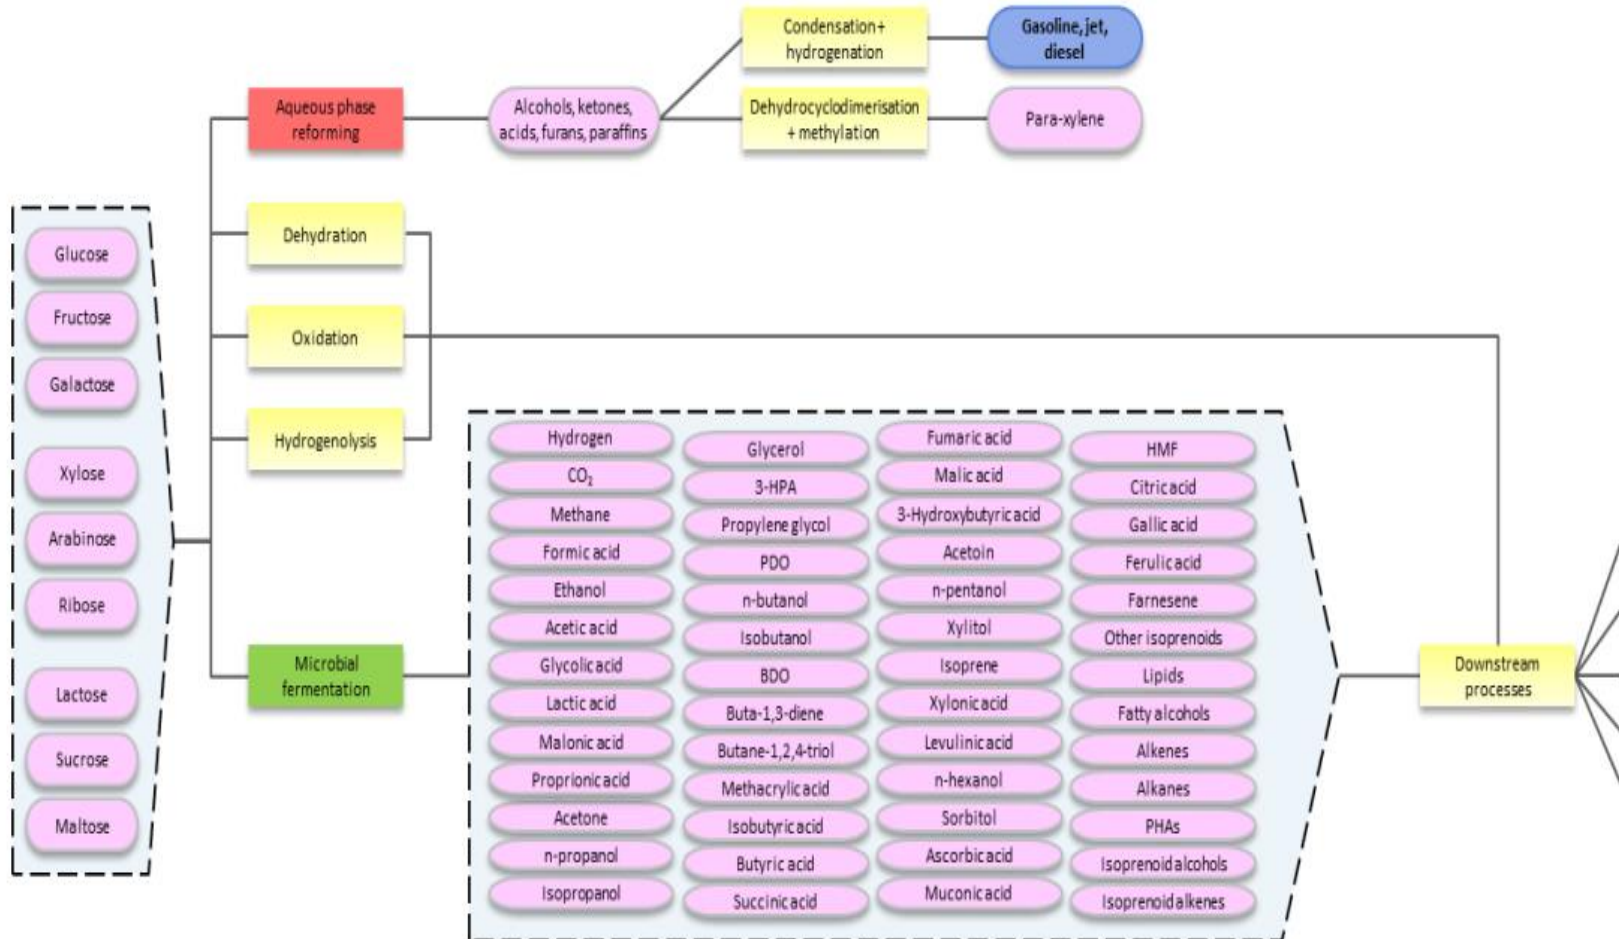 Condensation+
hydrogenation
Gasoline, jet,
diesel
Aqueous phase
reforming
Alcohols, ketones,
acids, furans, paraffins
Dehydrocyclodimerisation
+ methylation
Para-xylene
Glucose
Fructose
Galactose
Xylose
Arabinose
Ribose
Lactose
Sucrose
Maltose
Dehydration
Oxidation
Hydrogenolysis
Microbial
fermentation
Hydrogen
CO₂
Methane
Formic acid
Ethanol
Acetic acid
Glycolic acid
Lactic acid
Malonic acid
Proprionic acid
Acetone
n-propanol
Isopropanol
Glycerol
3-HPA
Propylene glycol
PDO
n-butanol
Isobutanol
BDO
Buta-1,3-diene
Butane-1,2,4-triol
Methacrylic acid
Isobutyric acid
Butyric acid
Succinic acid
Fumaric acid
Malic acid
3-Hydroxybutyric acid
Acetoin
n-pentanol
Xylitol
Isoprene
Xylonic acid
Levulinic acid
n-hexanol
Sorbitol
Ascorbic acid
Muconic acid
HMF
Citric acid
Gallic acid
Ferulic acid
Farnesene
Other isoprenoids
Lipids
Fatty alcohols
Alkenes
Alkanes
PHAs
Isoprenoid alcohols
Isoprenoid alkenes
Downstream
processes